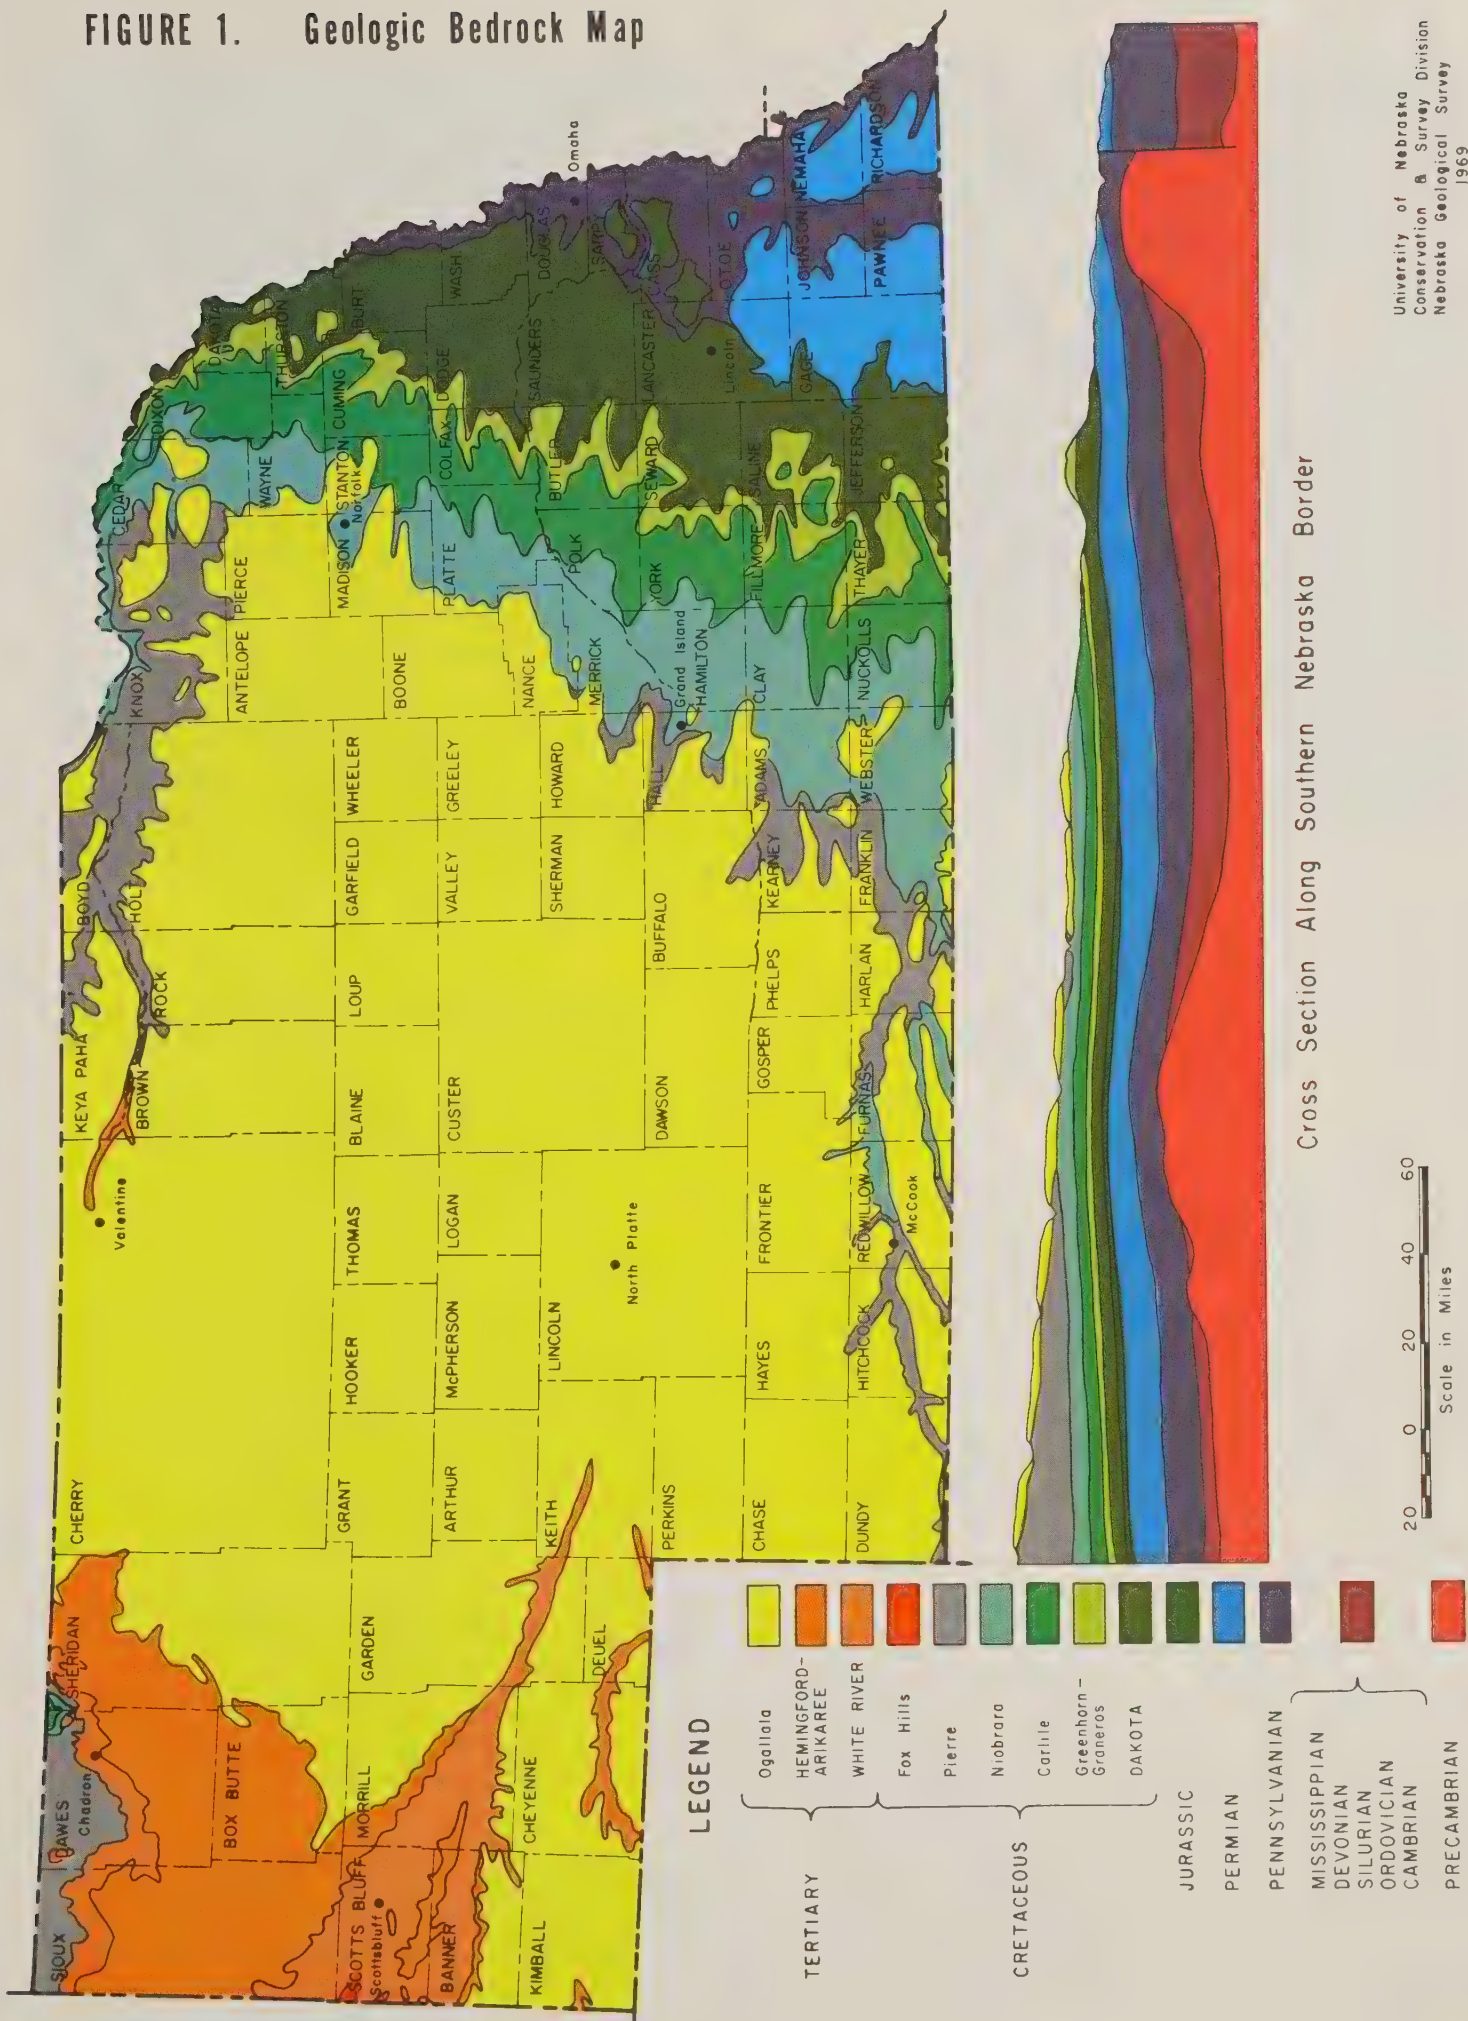 FIGURE 1. Geologic Bedrock Map
SIOUX
DAWES
Chadron
SHERIDAN
CHERRY
Valentine
KEYA PAHA
BROWN
ROCK
BOYD
HOLT
KNOX
CEDAR
DIXON
DAKOTA
BOX BUTTE
ANTELOPE
PIERCE
WAYNE
THURSTON
SCOTTS BLUFF
Scottsbluff
MORRILL
GARDEN
GRANT
HOOKER
THOMAS
BLAINE
LOUP
GARFIELD
WHEELER
BOONE
MADISON
Norfolk
STANTON
CUMING
BURT
BANNER
ARTHUR
McPHERSON
LOGAN
CUSTER
VALLEY
GREELEY
NANCE
PLATTE
COLFAX
DODGE
WASH.
KIMBALL
CHEYENNE
DEUEL
KEITH
LINCOLN
North Platte
SHERMAN
HOWARD
MERRICK
POLK
BUTLER
SAUNDERS
DOUGLAS
Omaha
SARPY
PERKINS
DAWSON
BUFFALO
HALL
Grand Island
HAMILTON
YORK
SEWARD
LANCASTER
Lincoln
CASS
OTOE
CHASE
HAYES
FRONTIER
GOSPER
PHELPS
KEARNEY
ADAMS
CLAY
FILLMORE
SALINE
GAGE
JOHNSON
NEMAHA
DUNDY
HITCHCOCK
REDWILLOW
McCook
FURNAS
HARLAN
FRANKLIN
WEBSTER
NUCKOLLS
THAYER
JEFFERSON
PAWNEE
RICHARDSON
LEGEND
TERTIARY
Ogallala
HEMINGFORD-
ARIKAREE
WHITE RIVER
CRETACEOUS
Fox Hills
Pierre
Niobrara
Carlile
Greenhorn-
Graneros
DAKOTA
JURASSIC
PERMIAN
PENNSYLVANIAN
MISSISSIPPIAN
DEVONIAN
SILURIAN
ORDOVICIAN
CAMBRIAN
PRECAMBRIAN
Cross Section Along Southern Nebraska Border
20 0 20 40 60
Scale in Miles
University of Nebraska
Conservation & Survey Division
Nebraska Geological Survey
1969